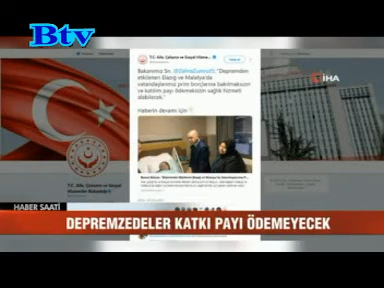 Btv
İHA
T.C. Aile, Çalışma ve Sosyal Hizme...
Bakanımız Sn. @ZehraZumrutS: "Depremden
etkilenen Elazığ ve Malatya'da
vatandaşlarımız prim borçlarına bakılmaksızın
ve katılım payı ödemeksizin sağlık hizmeti
alabilecek."
Haberin devamı için
T.C. Aile, Çalışma ve Sosyal
Hizmetler Bakanlığı
HABER SAATİ
DEPREMZEDELER KATKI PAYI ÖDEMEYECEK